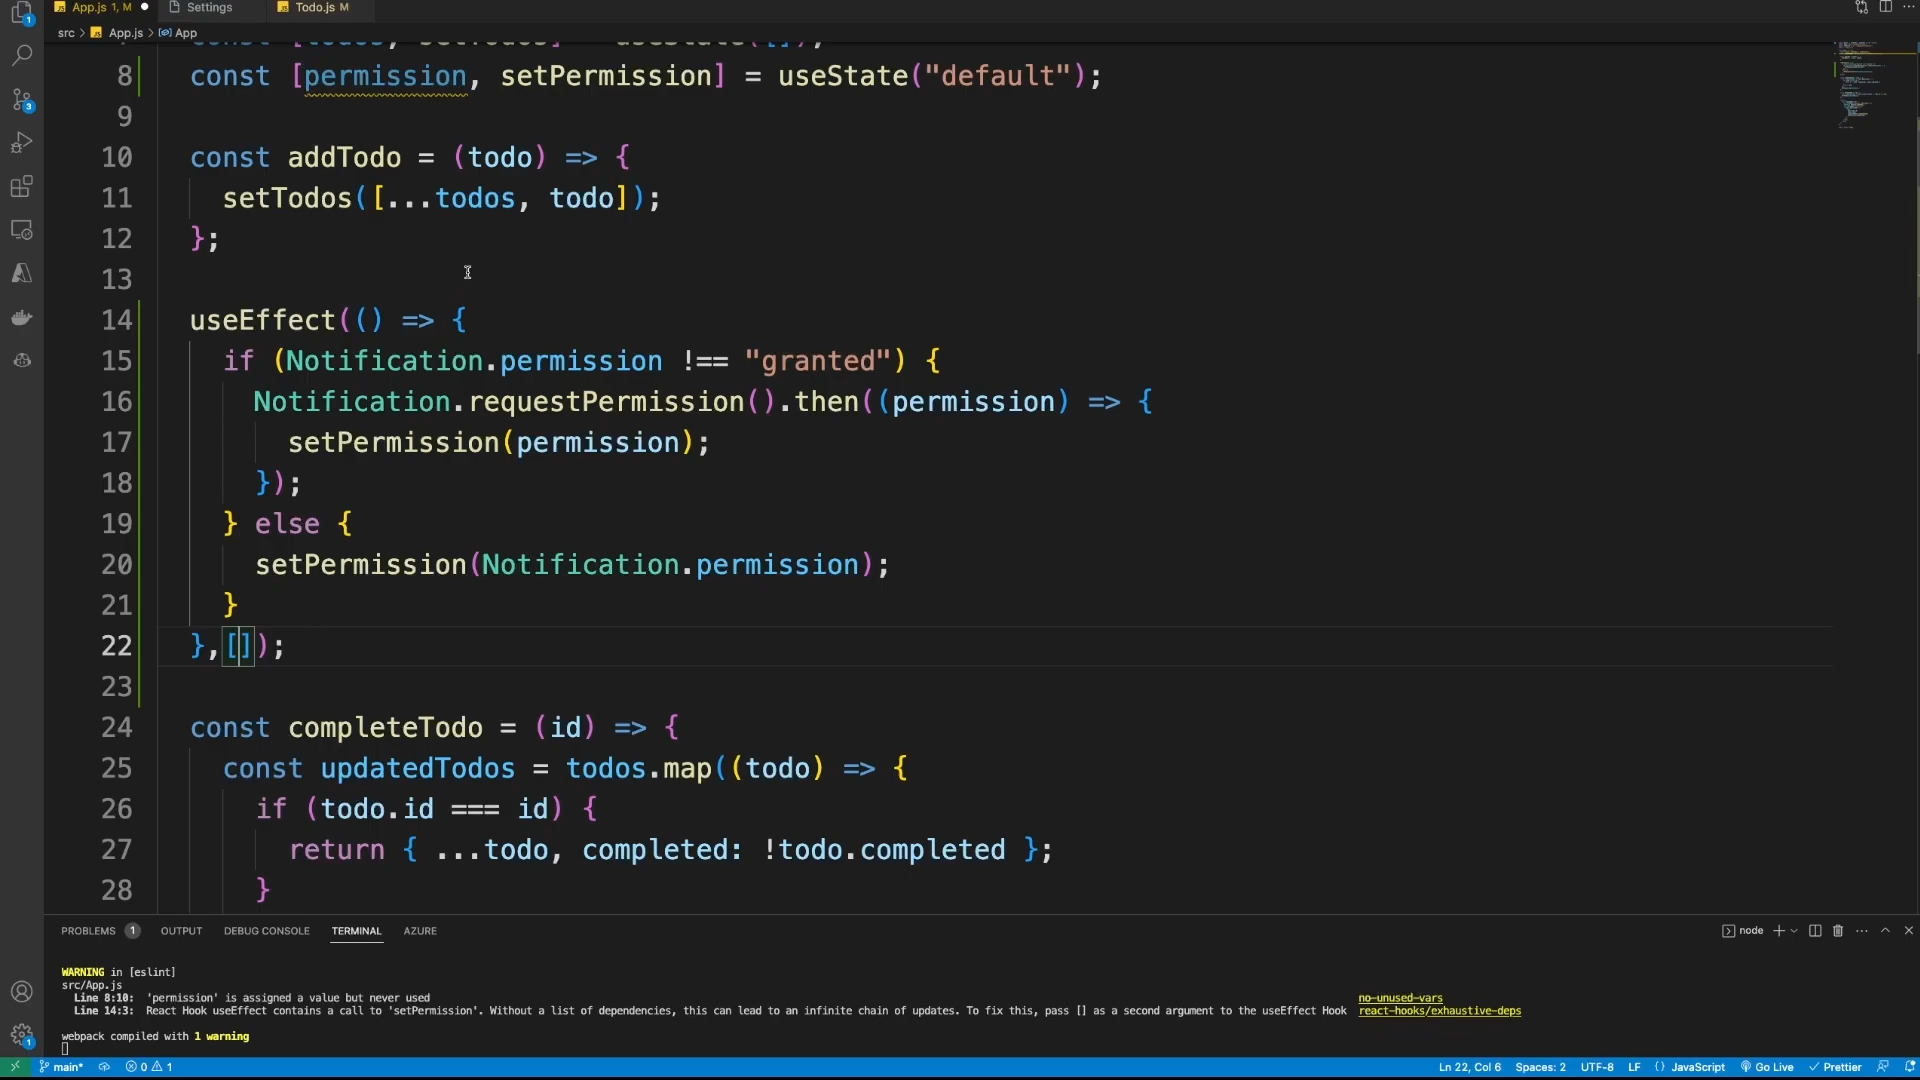 App.js 1, M
Settings
Todo.js M
src > App.js > App
const [todos, setTodos] = useState([]);
8 const [permission, setPermission] = useState("default");
9
10 const addTodo = (todo) => {
11 setTodos([...todos, todo]);
12 };
13
14 useEffect(() => {
15 if (Notification.permission !== "granted") {
16 Notification.requestPermission().then((permission) => {
17 setPermission(permission);
18 });
19 } else {
20 setPermission(Notification.permission);
21 }
22 },[]);
23
24 const completeTodo = (id) => {
25 const updatedTodos = todos.map((todo) => {
26 if (todo.id === id) {
27 return { ...todo, completed: !todo.completed };
28 }
PROBLEMS 1 OUTPUT DEBUG CONSOLE TERMINAL AZURE
node
WARNING in [eslint]
src/App.js
Line 8:10: 'permission' is assigned a value but never used no-unused-vars
Line 14:3: React Hook useEffect contains a call to 'setPermission'. Without a list of dependencies, this can lead to an infinite chain of updates. To fix this, pass [] as a second argument to the useEffect Hook react-hooks/exhaustive-deps
webpack compiled with 1 warning
main* 0 1 Ln 22, Col 6 Spaces: 2 UTF-8 LF {} JavaScript Go Live Prettier
1
3
1